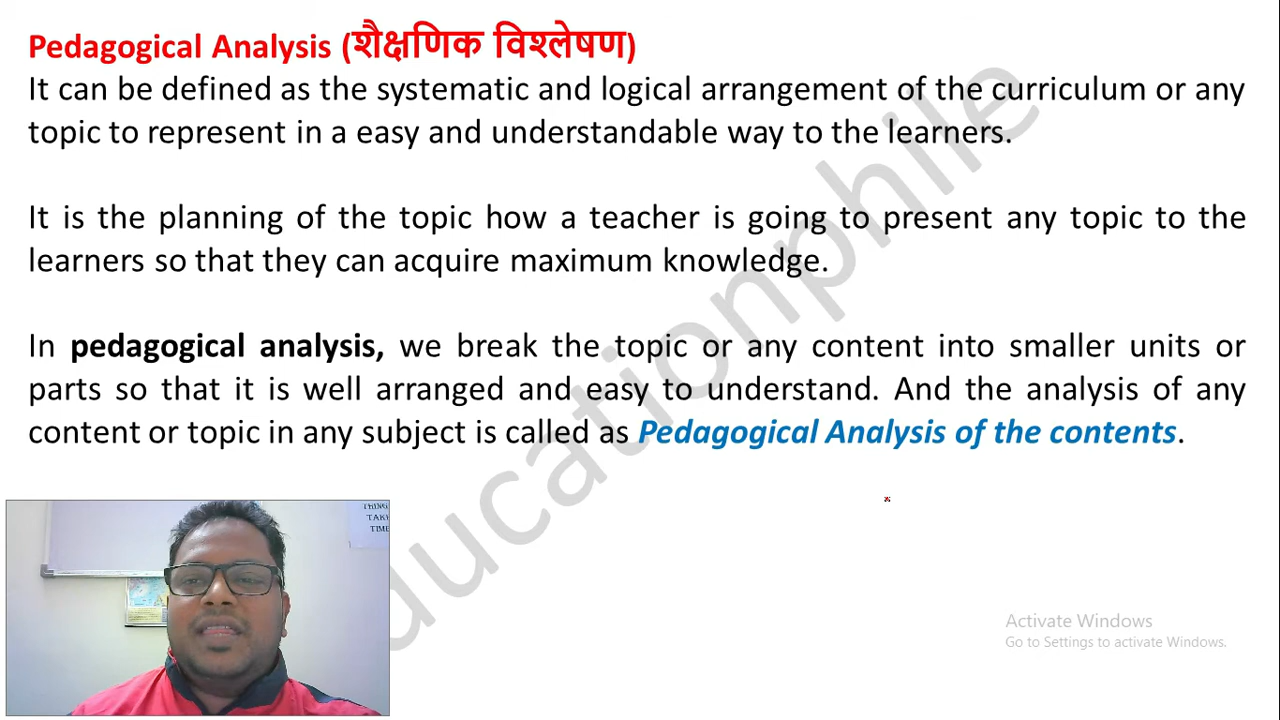 Pedagogical Analysis (शैक्षणिक विश्लेषण)
It can be defined as the systematic and logical arrangement of the curriculum or any
topic to represent in a easy and understandable way to the learners.
It is the planning of the topic how a teacher is going to present any topic to the
learners so that they can acquire maximum knowledge.
In pedagogical analysis, we break the topic or any content into smaller units or
parts so that it is well arranged and easy to understand. And the analysis of any
content or topic in any subject is called as Pedagogical Analysis of the contents.
educationphile
THINGS
TAKE
TIME
Activate Windows
Go to Settings to activate Windows.